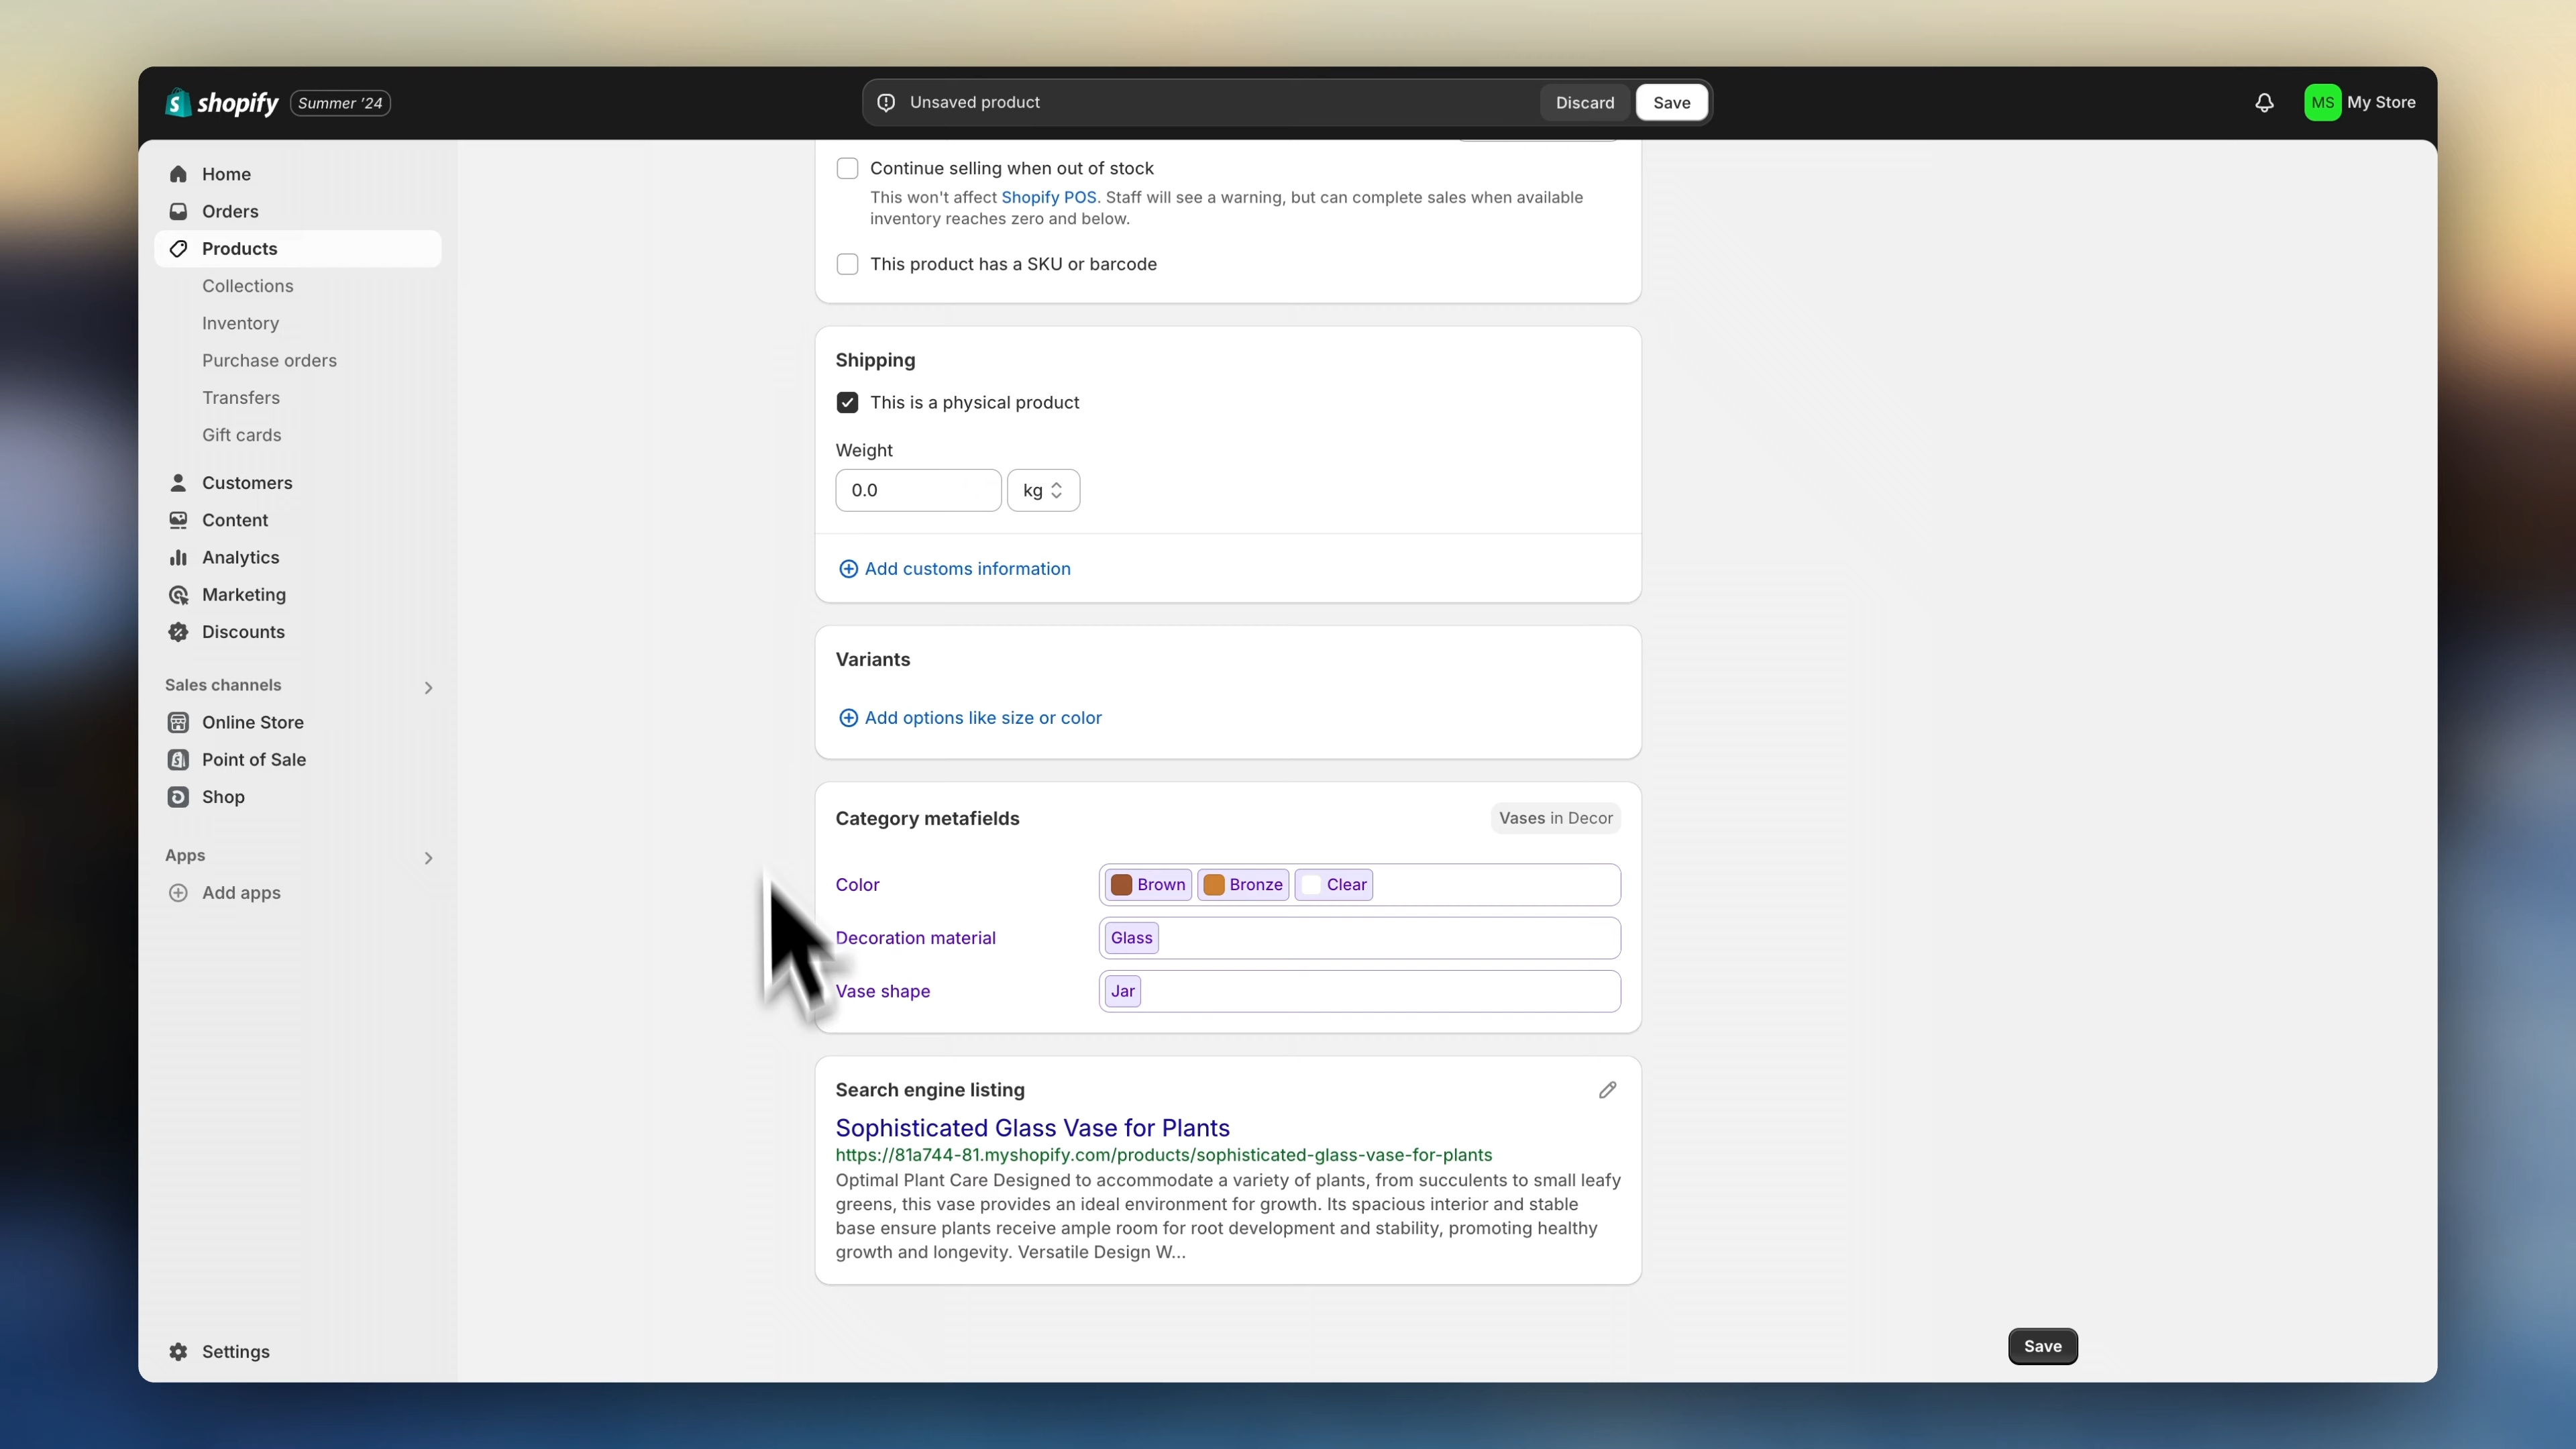 shopify Summer '24
Unsaved product
Discard
Save
MS My Store
Home
Orders
Products
Collections
Inventory
Purchase orders
Transfers
Gift cards
Customers
Content
Analytics
Marketing
Discounts
Sales channels
Online Store
Point of Sale
Shop
Apps
Add apps
Settings
Continue selling when out of stock
This won't affect Shopify POS. Staff will see a warning, but can complete sales when available
inventory reaches zero and below.
This product has a SKU or barcode
Shipping
This is a physical product
Weight
0.0 kg
Add customs information
Variants
Add options like size or color
Category metafields Vases in Decor
Color Brown Bronze Clear
Decoration material Glass
Vase shape Jar
Search engine listing
Sophisticated Glass Vase for Plants
https://81a744-81.myshopify.com/products/sophisticated-glass-vase-for-plants
Optimal Plant Care Designed to accommodate a variety of plants, from succulents to small leafy
greens, this vase provides an ideal environment for growth. Its spacious interior and stable
base ensure plants receive ample room for root development and stability, promoting healthy
growth and longevity. Versatile Design W...
Save